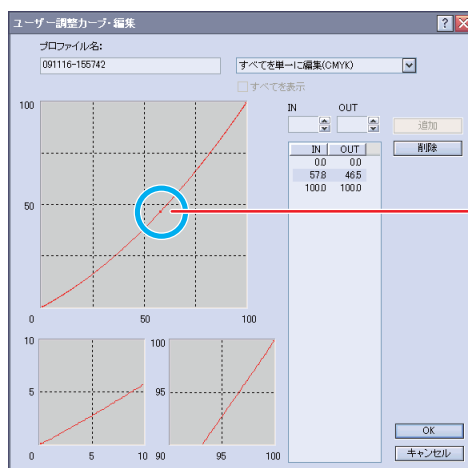 ユーザー調整カーブ・編集
プロファイル名:
091116-155742
すべてを単一に編集(CMYK)
すべてを表示
IN OUT
追加
削除
IN OUT
0.0 0.0
57.8 46.5
100.0 100.0
100
50
0 50 100
10
5
0 5 10
100
95
90 95 100
OK
キャンセル